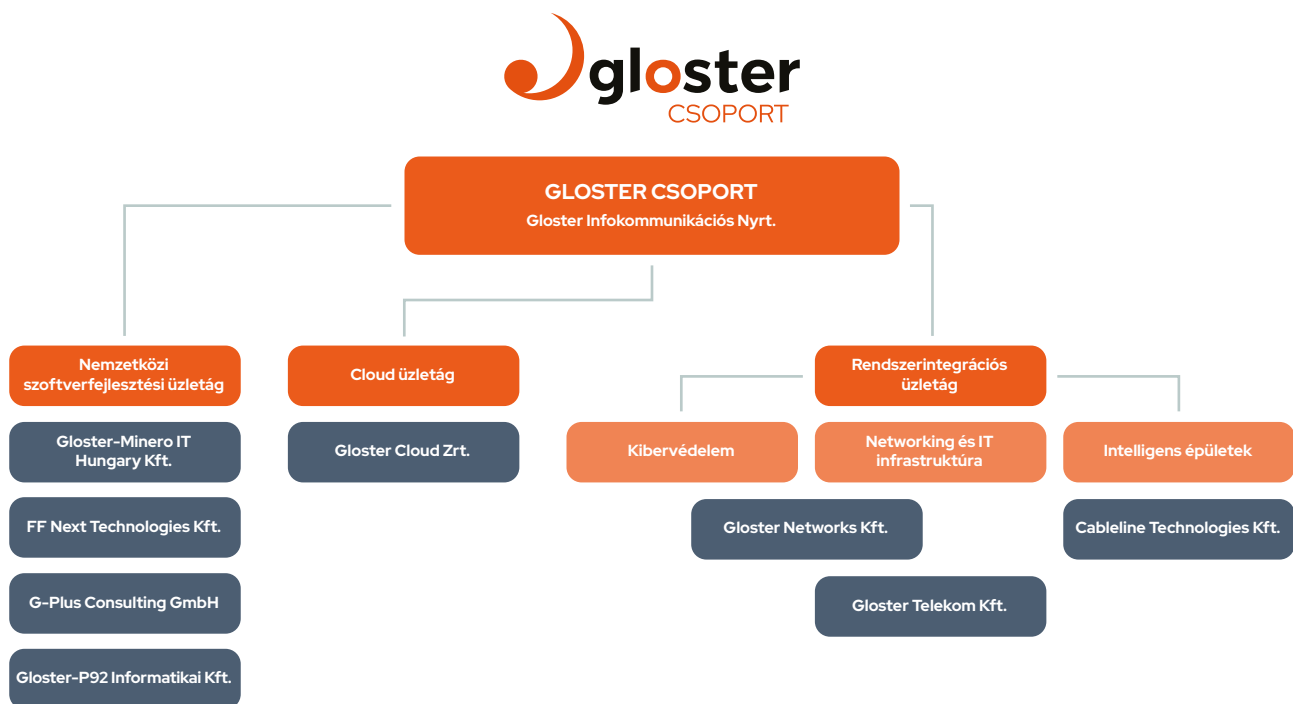 gloster
CSOPORT
GLOSTER CSOPORT
Gloster Infokommunikációs Nyrt.
Nemzetközi
szoftverfejlesztési üzletág
Gloster-Minero IT
Hungary Kft.
FF Next Technologies Kft.
G-Plus Consulting GmbH
Gloster-P92 Informatikai Kft.
Cloud üzletág
Gloster Cloud Zrt.
Rendszerintegrációs
üzletág
Kibervédelem
Networking és IT
infrastruktúra
Intelligens épületek
Gloster Networks Kft.
Cableline Technologies Kft.
Gloster Telekom Kft.